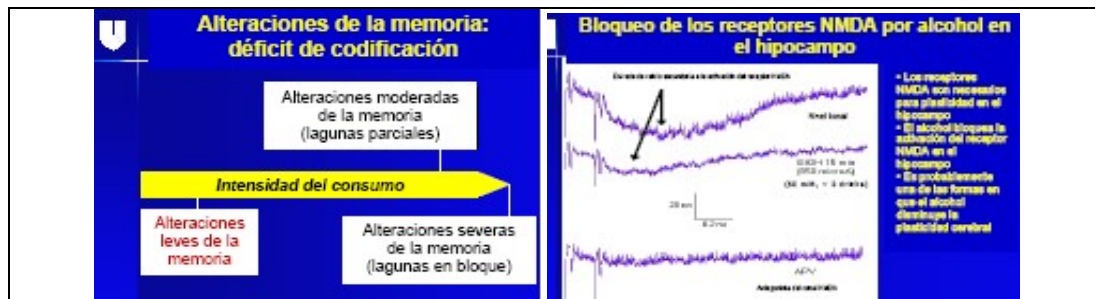 Alteraciones de la memoria:
déficit de codificación
Alteraciones moderadas
de la memoria
(lagunas parciales)
Intensidad del consumo
Alteraciones
leves de la
memoria
Alteraciones severas
de la memoria
(lagunas en bloque)
Bloqueo de los receptores NMDA por alcohol en
el hipocampo
Nivel basal
APV
• Los receptores
NMDA son necesarios
para plasticidad en el
hipocampo
• El alcohol bloquea la
activación del receptor
NMDA en el
hipocampo
• Es probablemente
una de las formas en
que el alcohol
disminuye la
plasticidad cerebral